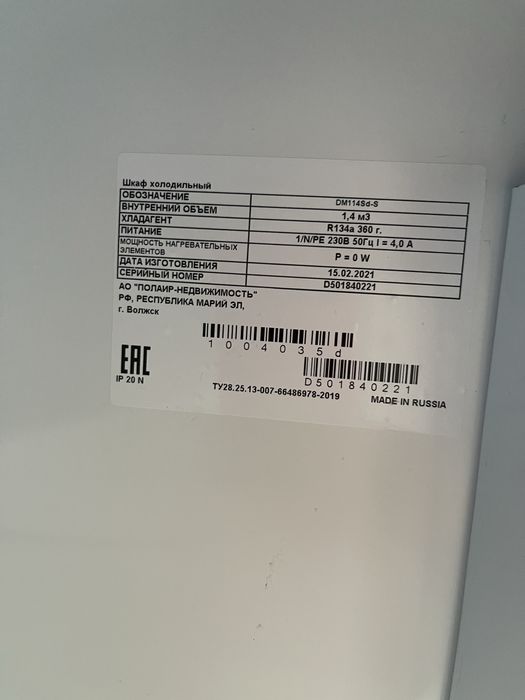 Шкаф холодильный
ОБОЗНАЧЕНИЕ DM114Sd-S
ВНУТРЕННИЙ ОБЪЕМ 1,4 м3
ХЛАДАГЕНТ R134a 360 г.
ПИТАНИЕ 1/N/PE 230В 50Гц I = 4,0 А
МОЩНОСТЬ НАГРЕВАТЕЛЬНЫХ ЭЛЕМЕНТОВ P = 0 W
ДАТА ИЗГОТОВЛЕНИЯ 15.02.2021
СЕРИЙНЫЙ НОМЕР D501840221
АО "ПОЛАИР-НЕДВИЖИМОСТЬ"
РФ, РЕСПУБЛИКА МАРИЙ ЭЛ,
г. Волжск
1004035d
D501840221
EAC
IP 20 N
ТУ28.25.13-007-66486978-2019
MADE IN RUSSIA